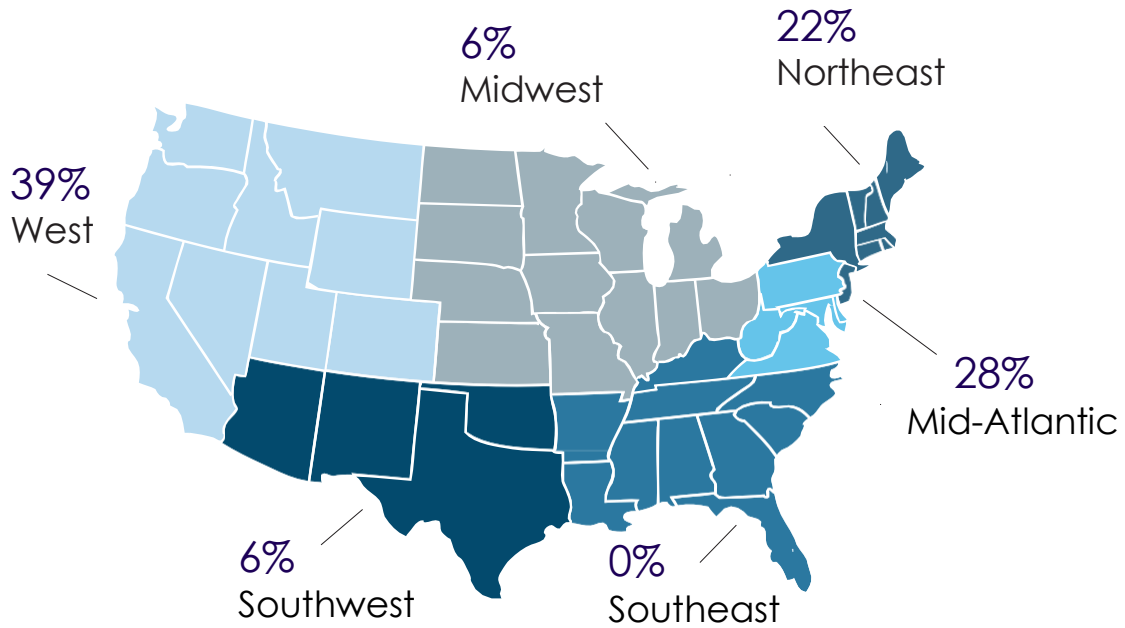 22%
Northeast
6%
Midwest
39%
West
28%
Mid-Atlantic
6%
Southwest
0%
Southeast